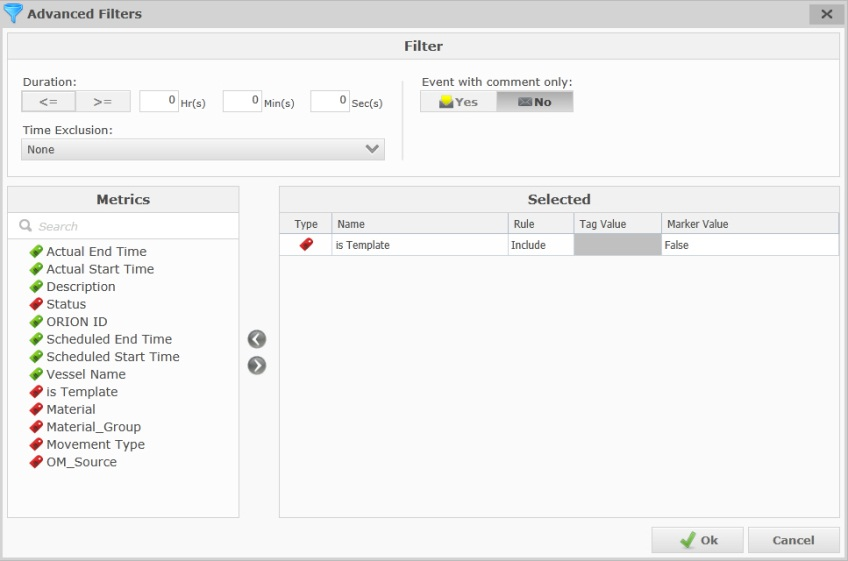 Advanced Filters
Filter
Duration:
<= >= 0 Hr(s) 0 Min(s) 0 Sec(s)
Event with comment only:
Yes No
Time Exclusion:
None
Metrics
Search
Actual End Time
Actual Start Time
Description
Status
ORION ID
Scheduled End Time
Scheduled Start Time
Vessel Name
is Template
Material
Material_Group
Movement Type
OM_Source
Selected
Type Name Rule Tag Value Marker Value
is Template Include False
Ok Cancel